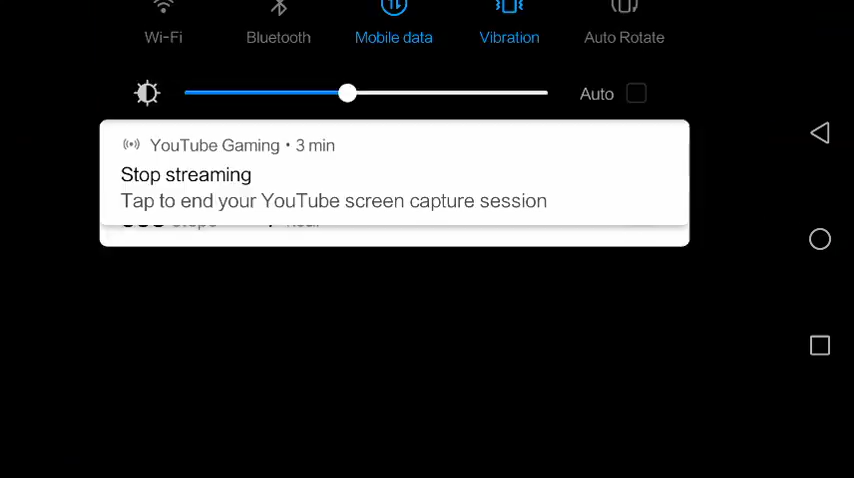 Wi-Fi Bluetooth Mobile data Vibration Auto Rotate
Auto
YouTube Gaming • 3 min
Stop streaming
Tap to end your YouTube screen capture session